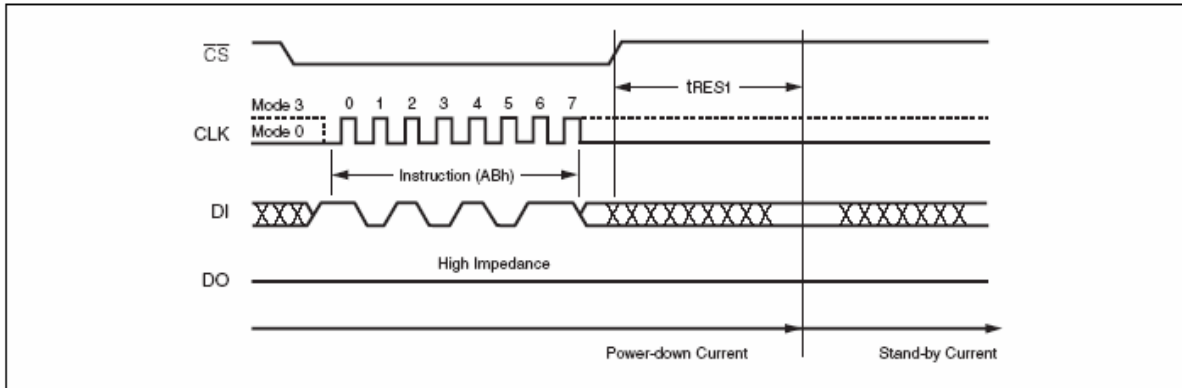 CS
tRES1
Mode 3 0 1 2 3 4 5 6 7
CLK Mode 0
Instruction (ABh)
DI
High Impedance
DO
Power-down Current Stand-by Current